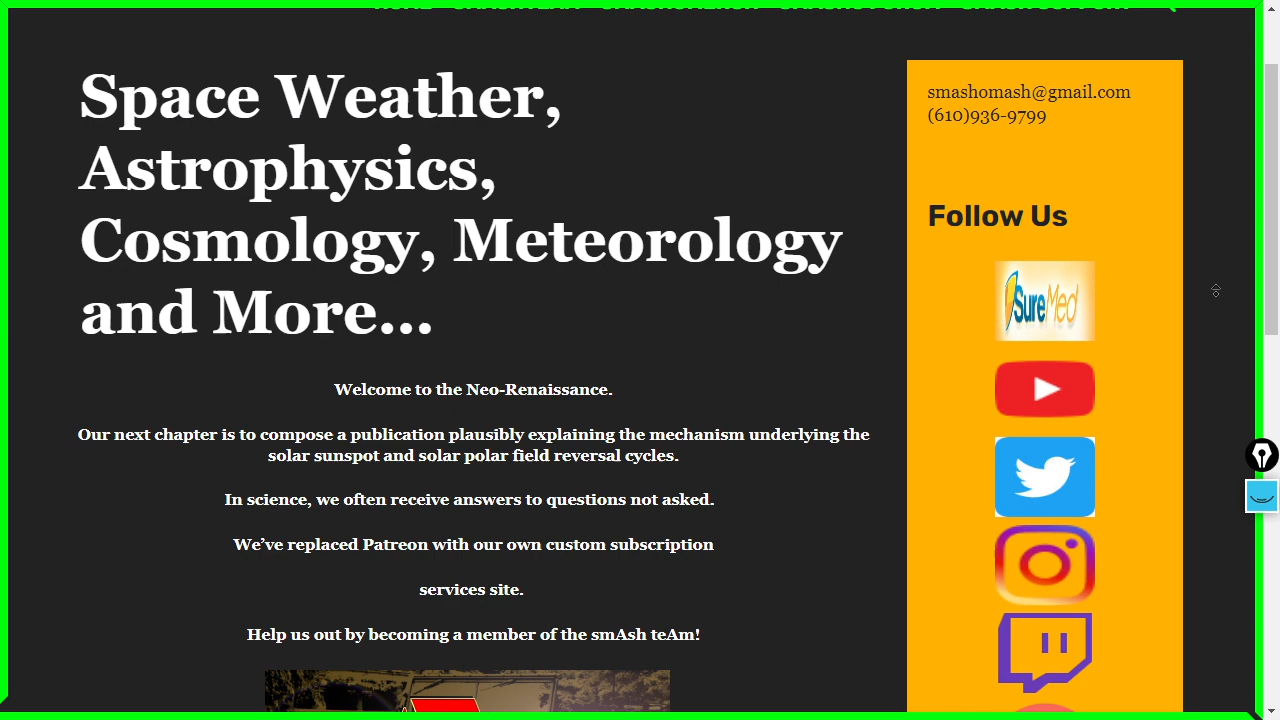 Space Weather,
Astrophysics,
Cosmology, Meteorology
and More...
Welcome to the Neo-Renaissance.
Our next chapter is to compose a publication plausibly explaining the mechanism underlying the
solar sunspot and solar polar field reversal cycles.
In science, we often receive answers to questions not asked.
We’ve replaced Patreon with our own custom subscription
services site.
Help us out by becoming a member of the smAsh teAm!
smashomash@gmail.com
(610)936-9799
Follow Us
SureMed